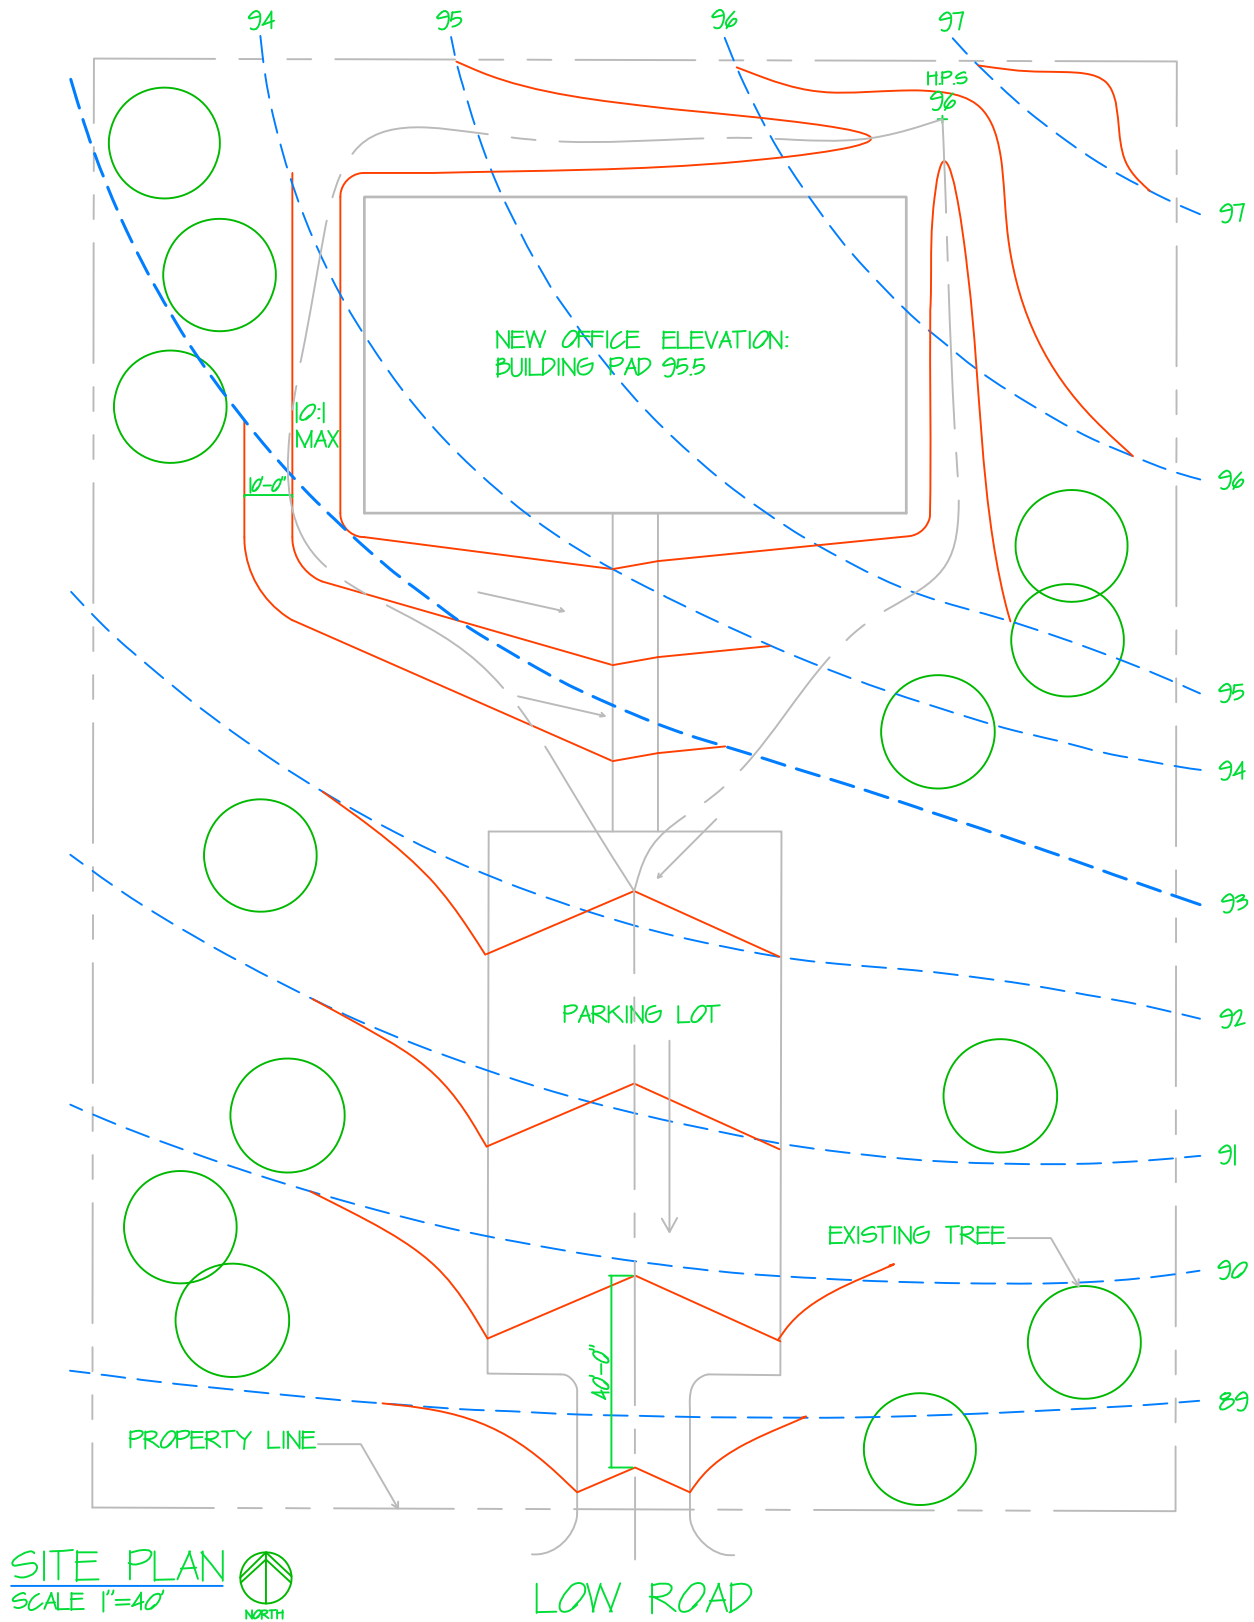 94
95
96
97
H.P.S
96
97
NEW OFFICE ELEVATION:
BUILDING PAD 95.5
10:1
MAX
10'-0"
96
95
94
93
92
PARKING LOT
91
EXISTING TREE
90
40'-0"
89
PROPERTY LINE
SITE PLAN
SCALE 1"=40'
NORTH
LOW ROAD